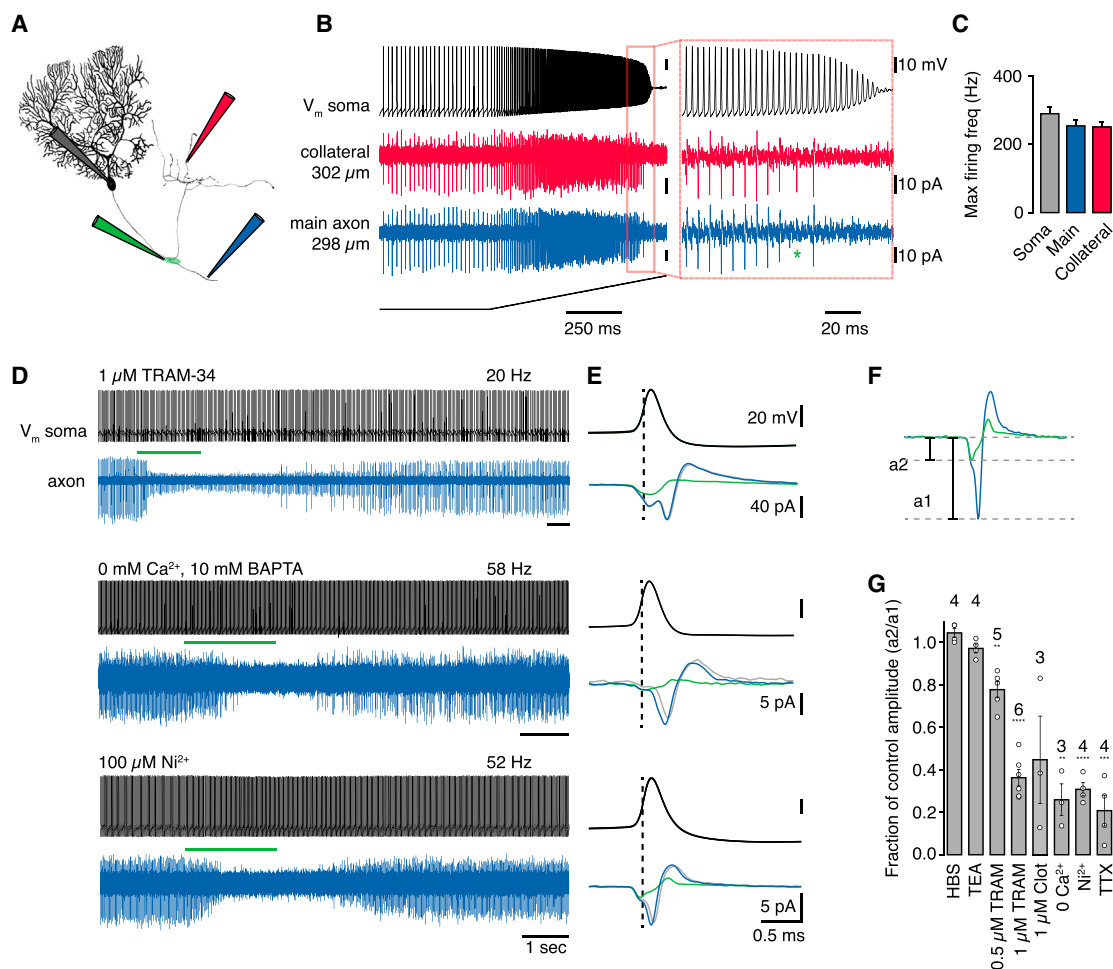 A
B
C
V_m soma
collateral
302 µm
main axon
298 µm
10 mV
10 pA
10 pA
*
250 ms
20 ms
Max firing freq (Hz)
400
200
0
Soma
Main
Collateral
D
1 µM TRAM-34
20 Hz
V_m soma
axon
0 mM Ca²⁺, 10 mM BAPTA
58 Hz
100 µM Ni²⁺
52 Hz
1 sec
E
20 mV
40 pA
5 pA
5 pA
0.5 ms
F
a2
a1
G
Fraction of control amplitude (a2/a1)
1.0
0.8
0.6
0.4
0.2
0.0
4
4
5
**
6
****
3
3
**
4
****
4
***
HBS
TEA
0.5 µM TRAM
1 µM TRAM
1 µM Clot
0 Ca²⁺
Ni²⁺
TTX